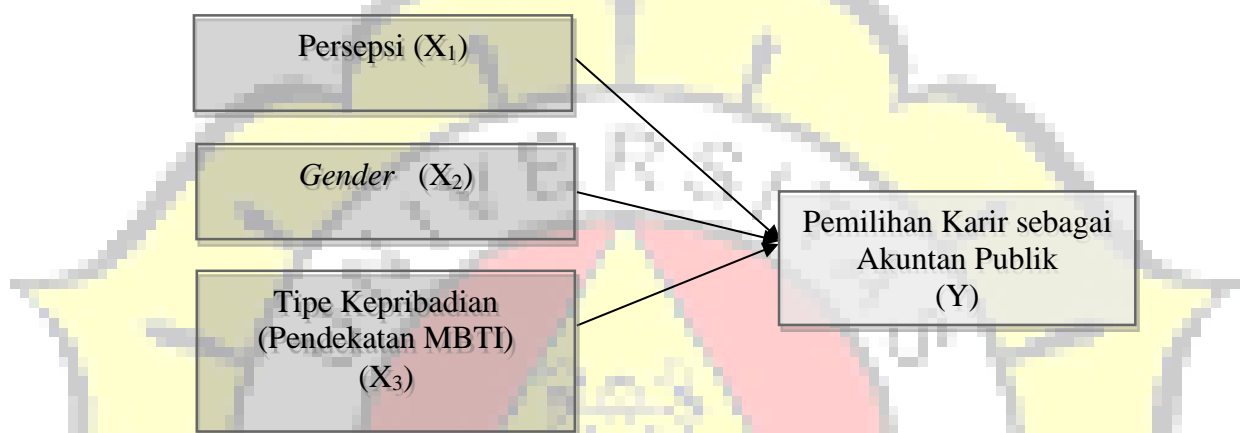 Persepsi (X₁)
Gender (X₂)
Tipe Kepribadian
(Pendekatan MBTI)
(X₃)
Pemilihan Karir sebagai
Akuntan Publik
(Y)